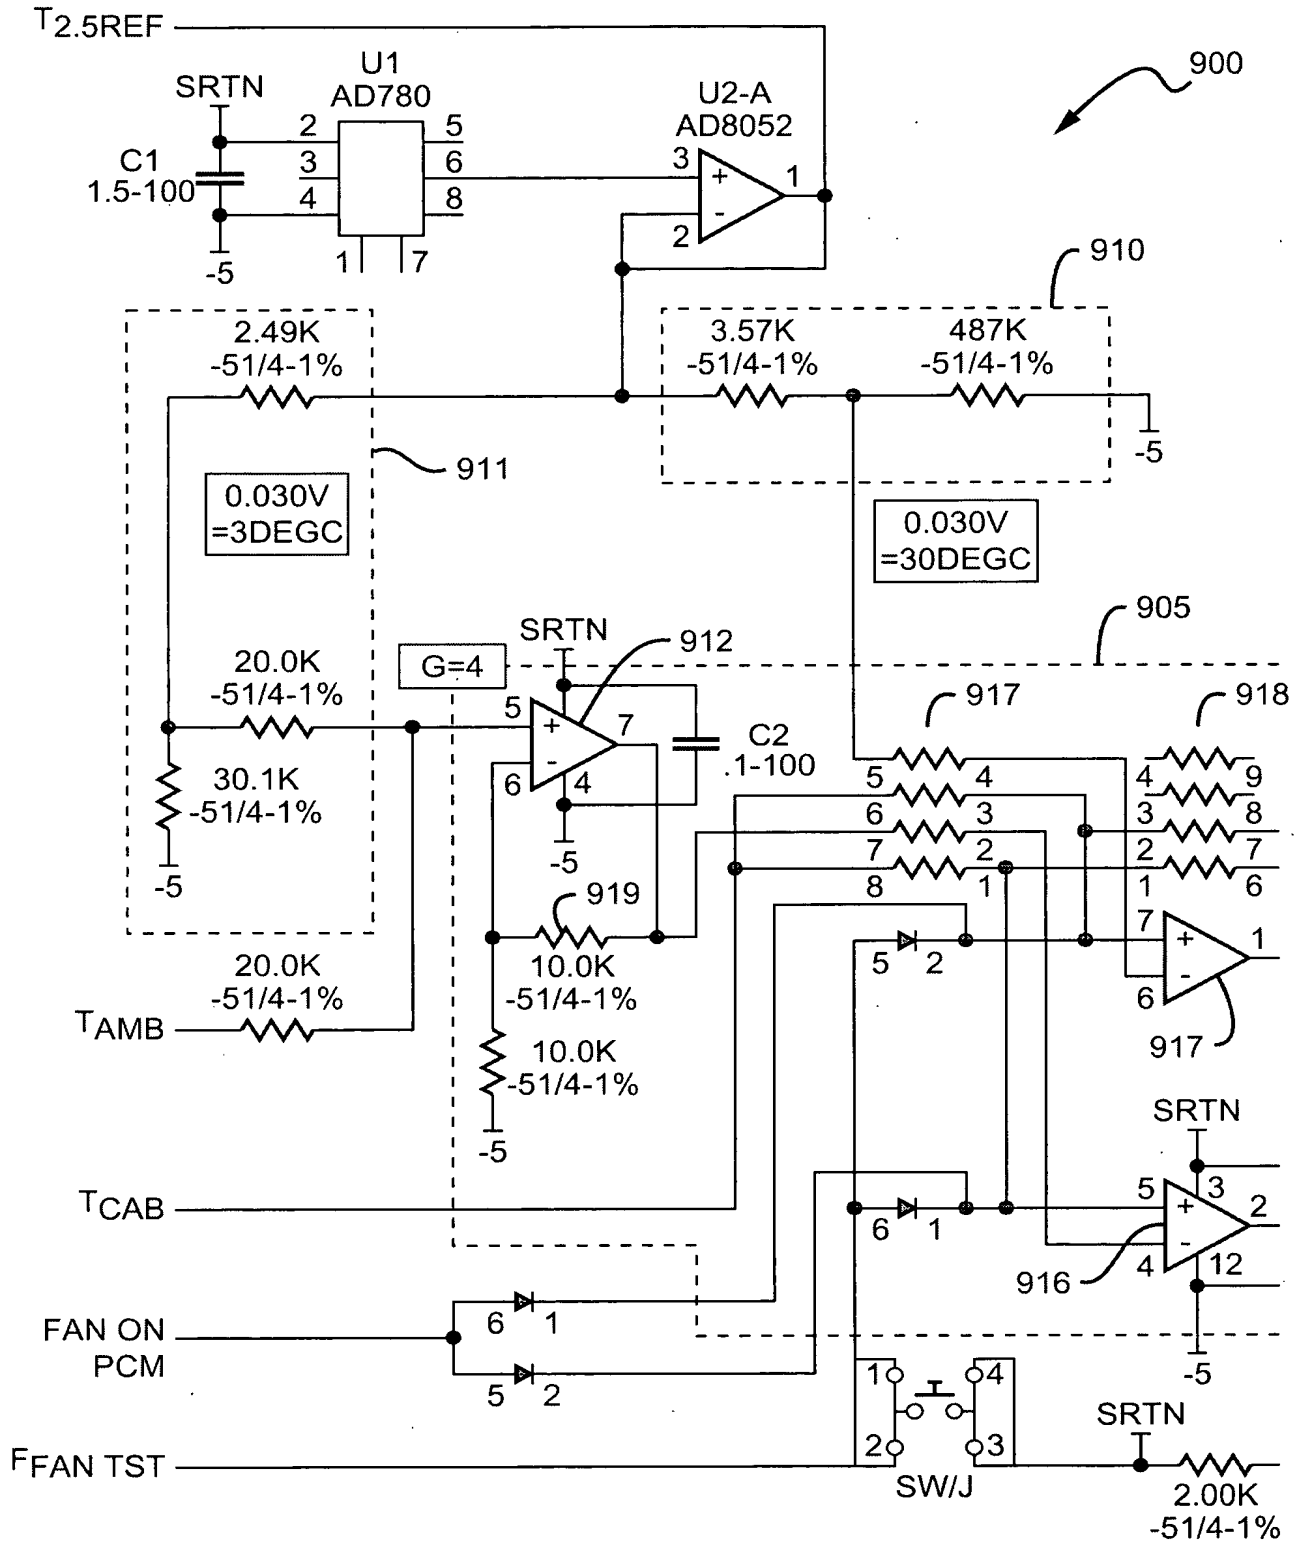 T2.5REF
900
U1
AD780
SRTN
U2-A
AD8052
C1
1.5-100
2
3
4
5
6
8
1
7
-5
3
+
-
2
1
910
2.49K
-51/4-1%
3.57K
-51/4-1%
487K
-51/4-1%
-5
911
0.030V
=3DEGC
0.030V
=30DEGC
905
SRTN
912
G=4
20.0K
-51/4-1%
917
918
5
+
-
6
7
4
C2
.1-100
30.1K
-51/4-1%
-5
-5
5
4
4
9
6
3
3
8
7
2
2
7
8
1
1
6
919
10.0K
-51/4-1%
5
2
7
+
-
6
1
917
20.0K
-51/4-1%
TAMB
10.0K
-51/4-1%
-5
SRTN
TCAB
6
1
5
+
-
4
3
2
12
916
-5
FAN ON
PCM
6
1
5
2
1
4
2
3
SW/J
FFAN TST
SRTN
2.00K
-51/4-1%